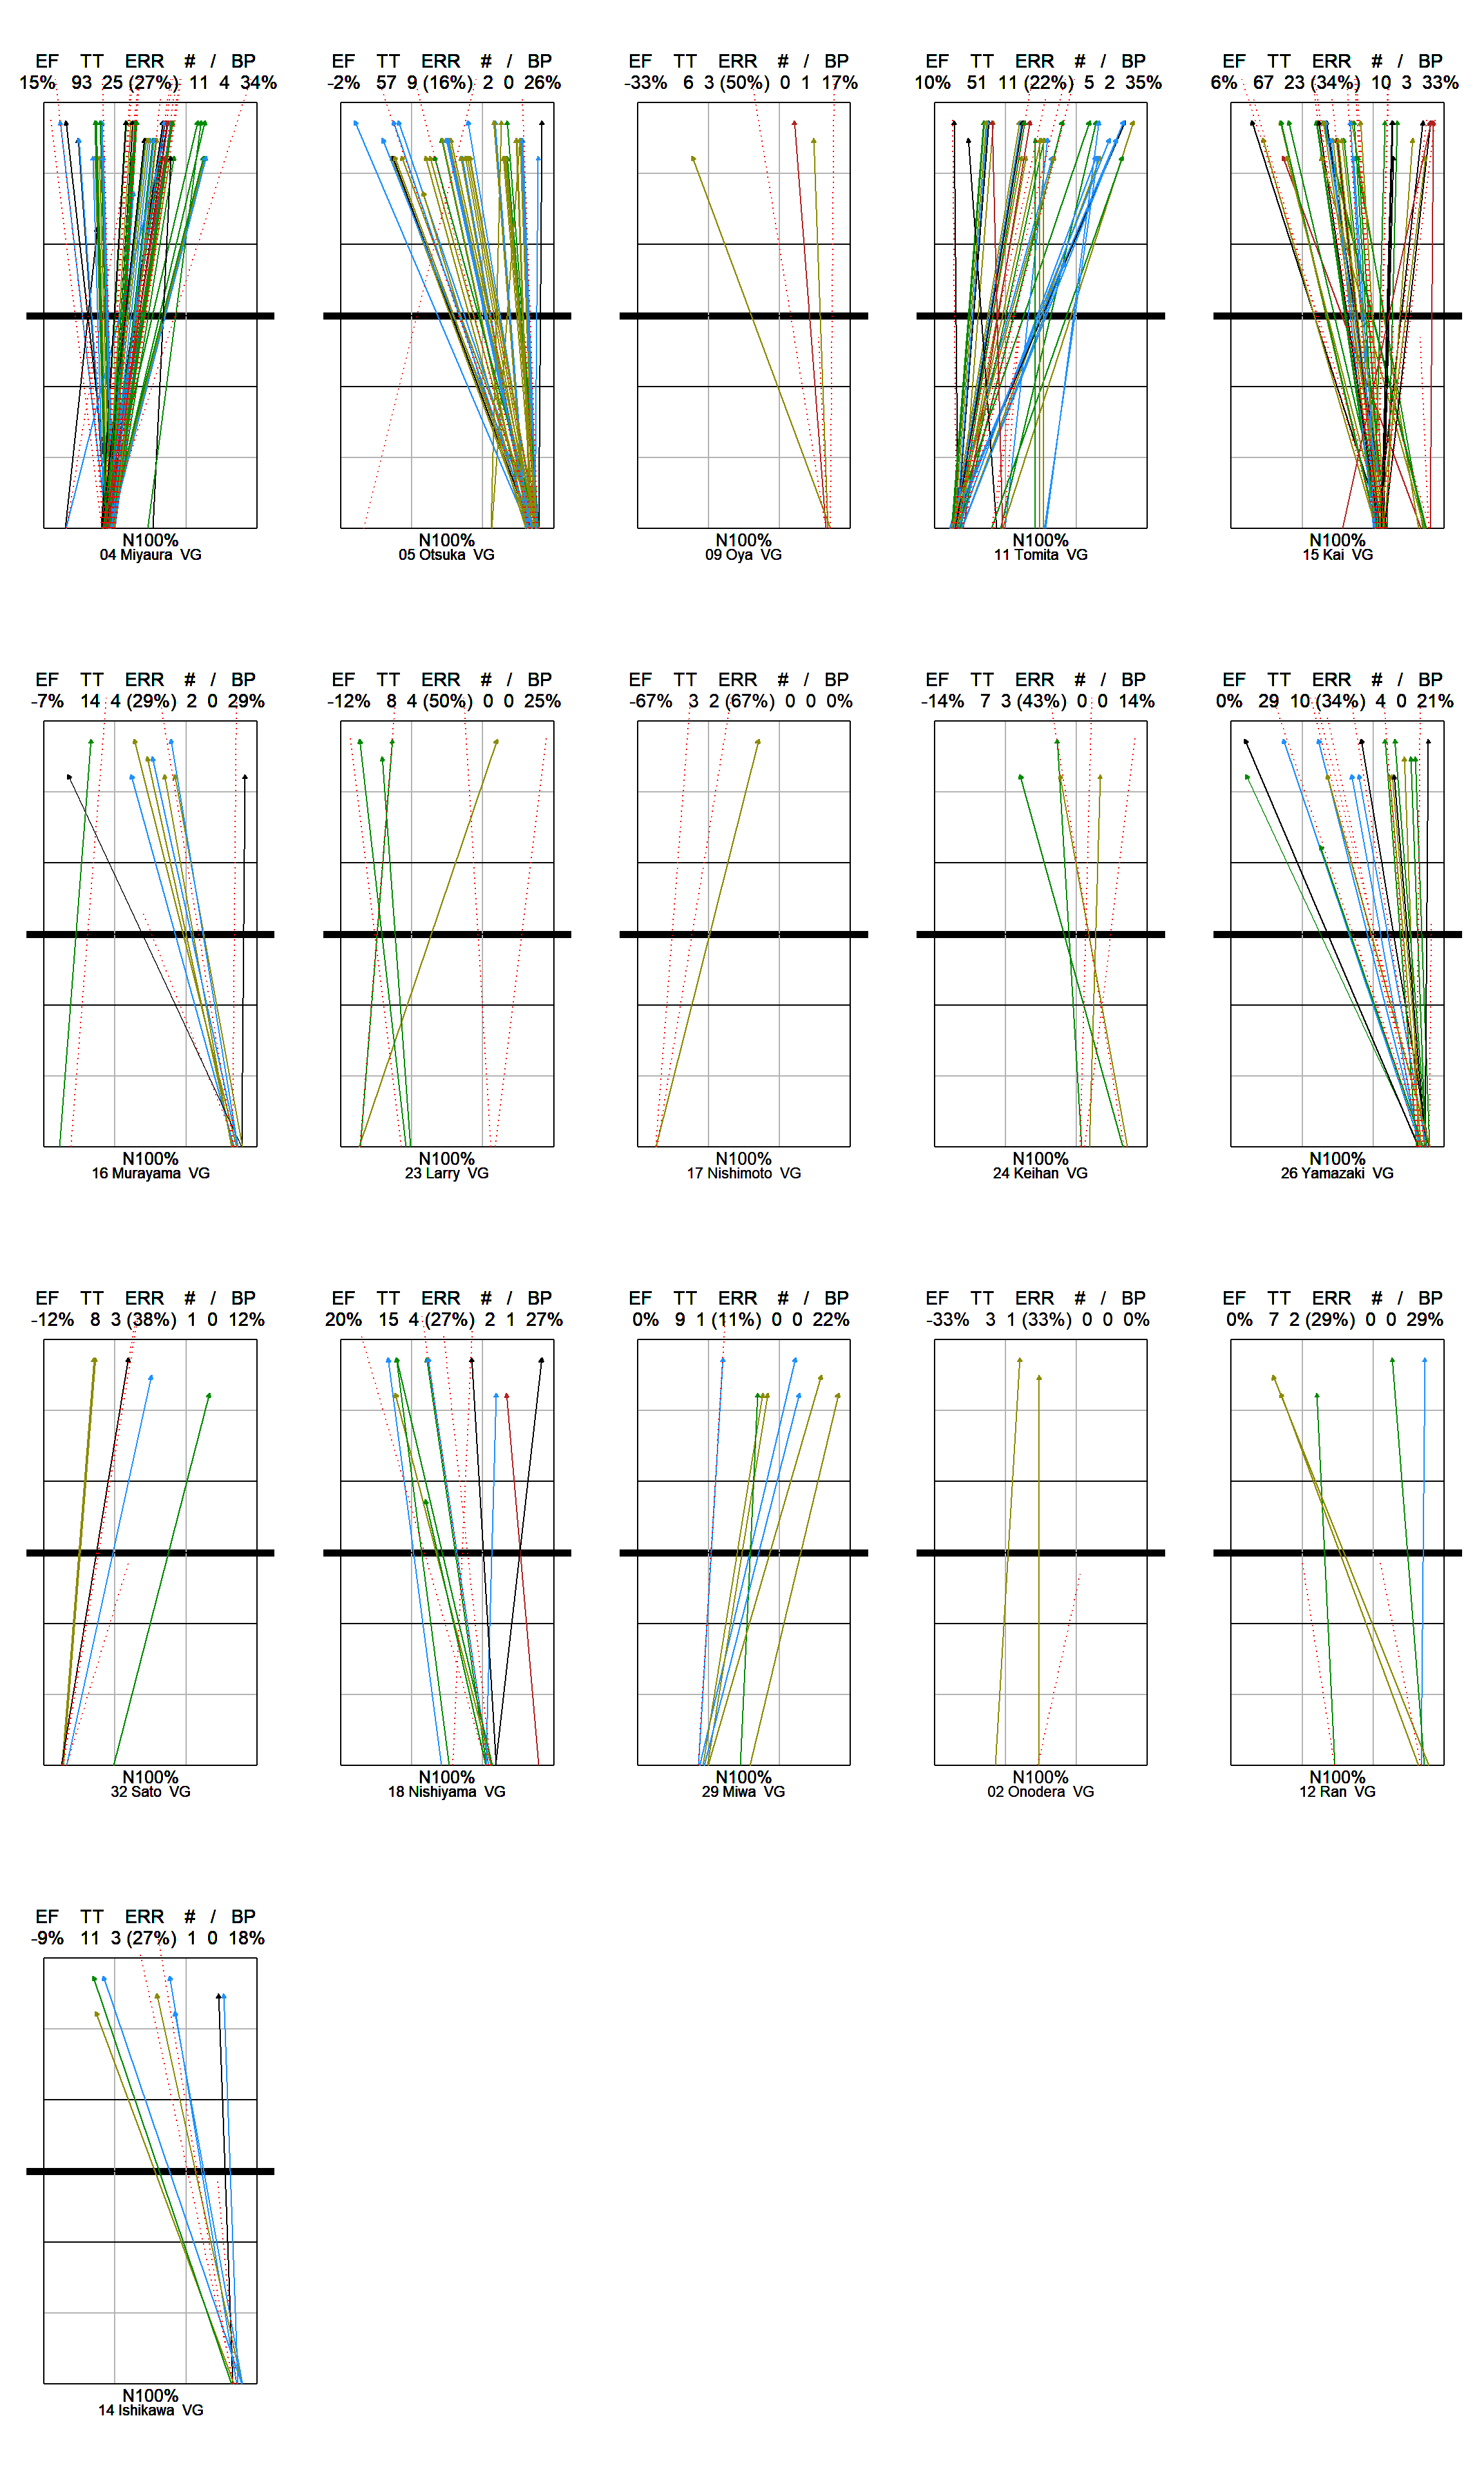 EF TT ERR # / BP
15% 93 25 (27%) 11 4 34%
N100%
04 Miyaura VG
EF TT ERR # / BP
-2% 57 9 (16%) 2 0 26%
N100%
05 Otsuka VG
EF TT ERR # / BP
-33% 6 3 (50%) 0 1 17%
N100%
09 Oya VG
EF TT ERR # / BP
10% 51 11 (22%) 5 2 35%
N100%
11 Tomita VG
EF TT ERR # / BP
6% 67 23 (34%) 10 3 33%
N100%
15 Kai VG
EF TT ERR # / BP
-7% 14 4 (29%) 2 0 29%
N100%
16 Murayama VG
EF TT ERR # / BP
-12% 8 4 (50%) 0 0 25%
N100%
23 Larry VG
EF TT ERR # / BP
-67% 3 2 (67%) 0 0 0%
N100%
17 Nishimoto VG
EF TT ERR # / BP
-14% 7 3 (43%) 0 0 14%
N100%
24 Keihan VG
EF TT ERR # / BP
0% 29 10 (34%) 4 0 21%
N100%
26 Yamazaki VG
EF TT ERR # / BP
-12% 8 3 (38%) 1 0 12%
N100%
32 Sato VG
EF TT ERR # / BP
20% 15 4 (27%) 2 1 27%
N100%
18 Nishiyama VG
EF TT ERR # / BP
0% 9 1 (11%) 0 0 22%
N100%
29 Miwa VG
EF TT ERR # / BP
-33% 3 1 (33%) 0 0 0%
N100%
02 Onodera VG
EF TT ERR # / BP
0% 7 2 (29%) 0 0 29%
N100%
12 Ran VG
EF TT ERR # / BP
-9% 11 3 (27%) 1 0 18%
N100%
14 Ishikawa VG